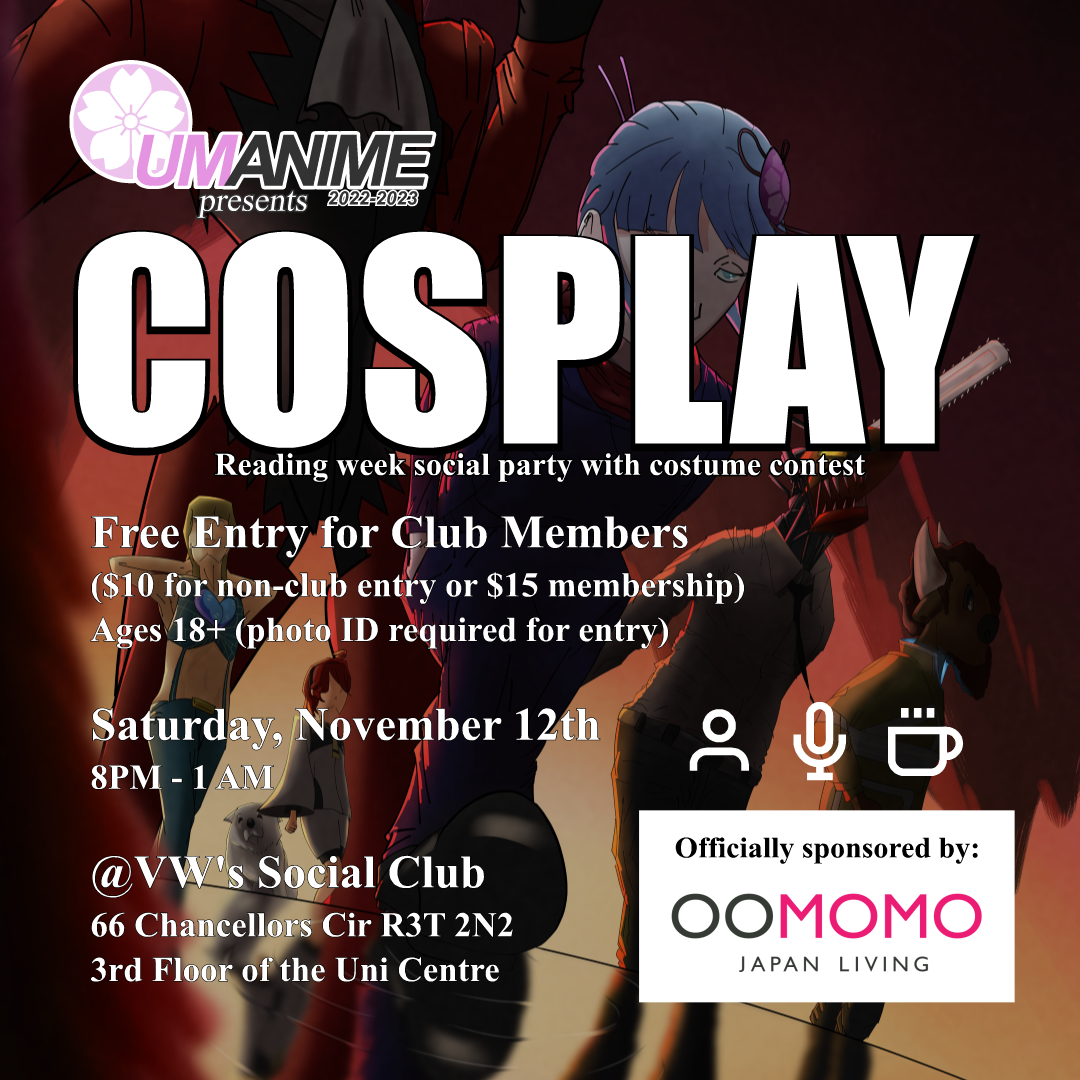 UMANIME
presents 2022-2023
COSPLAY
Reading week social party with costume contest
Free Entry for Club Members
($10 for non-club entry or $15 membership)
Ages 18+ (photo ID required for entry)
Saturday, November 12th
8PM - 1 AM
@VW's Social Club
66 Chancellors Cir R3T 2N2
3rd Floor of the Uni Centre
Officially sponsored by:
OOMOMO
JAPAN LIVING